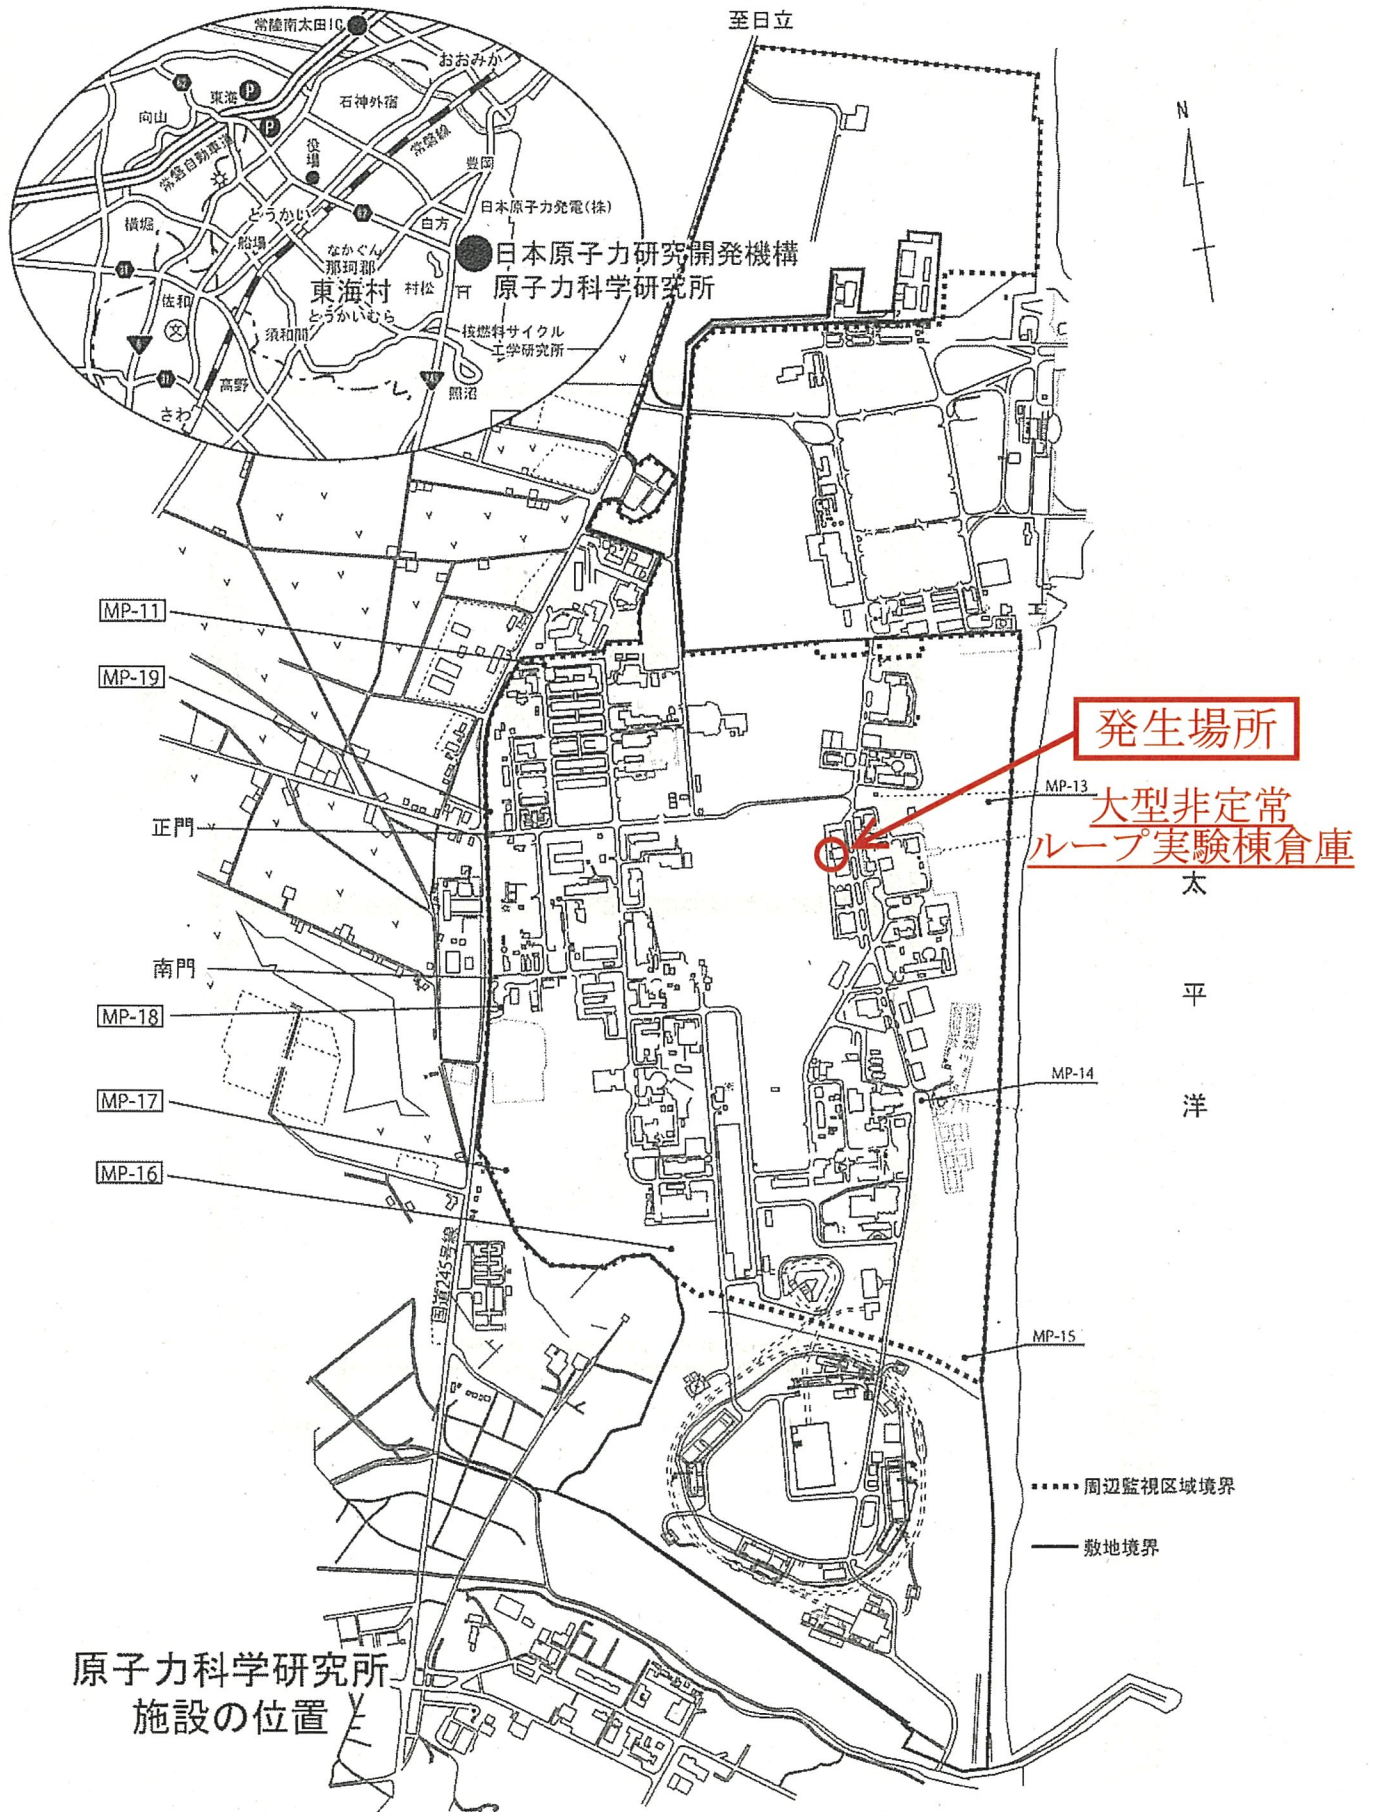 至日立
常陸南太田IC
おおみか
62
東海
P
石神外宿
向山
P
常磐線
役場
常磐自動車道
豊岡
とうかい
62
日本原子力発電(株)
白方
横堀
船場
なかぐん
那珂郡
日本原子力研究開発機構
原子力科学研究所
東海村
村松
とうかいむら
佐和
文
須和間
核燃料サイクル
工学研究所
6
高野
照沼
さわ
N
MP-11
MP-19
発生場所
MP-13
大型非定常
ループ実験棟倉庫
正門
太
平
洋
南門
MP-18
MP-14
MP-17
MP-16
国道245号線
MP-15
周辺監視区域境界
敷地境界
原子力科学研究所
施設の位置